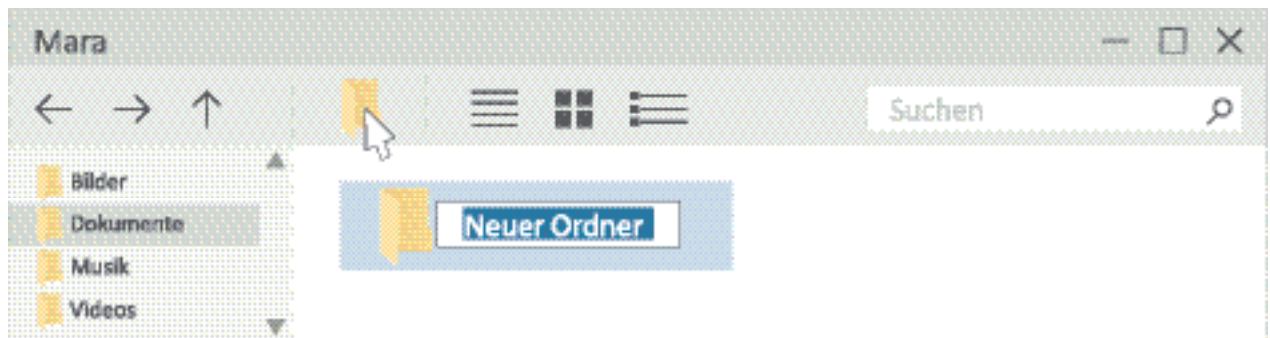 Mara
Suchen
Bilder
Dokumente
Musik
Videos
Neuer Ordner